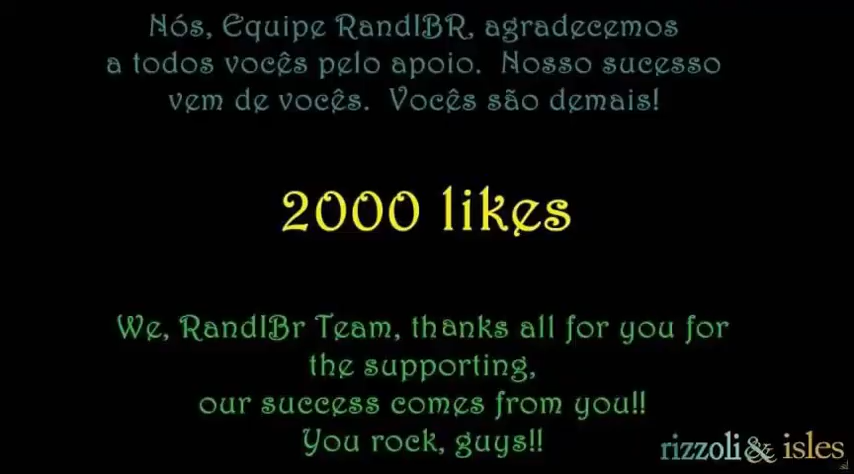 Nós, Equipe RandIBR, agradecemos
a todos vocês pelo apoio. Nosso sucesso
vem de vocês. Vocês são demais!
2000 likes
We, RandIBr Team, thanks all for you for
the supporting,
our success comes from you!!
You rock, guys!!
rizzoli & isles